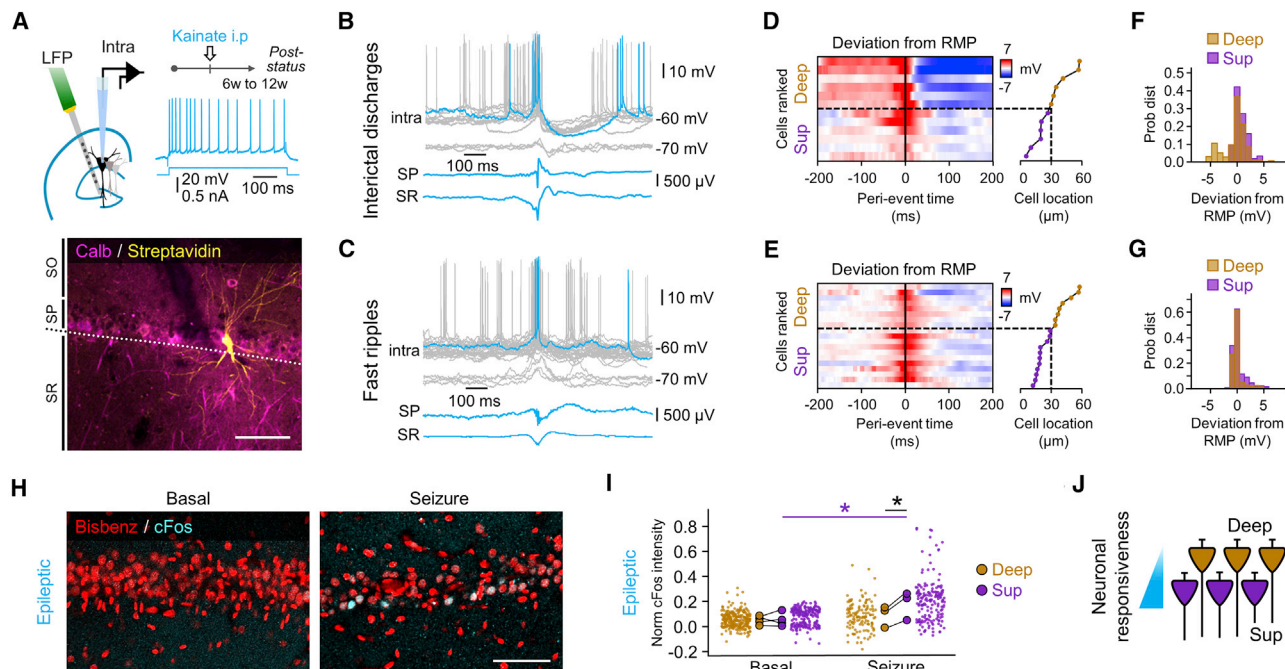 A
LFP
Intra
Kainate i.p
Post-
status
6w to 12w
20 mV
0.5 nA
100 ms
Calb / Streptavidin
SO
SP
SR
B
Interictal discharges
10 mV
intra
-60 mV
-70 mV
100 ms
SP
500 µV
SR
C
Fast ripples
10 mV
intra
-60 mV
-70 mV
100 ms
SP
500 µV
SR
D
Deviation from RMP
7
mV
-7
Cells ranked
Deep
Sup
-200 -100 0 100 200
Peri-event time
(ms)
0 30 60
Cell location
(µm)
E
Deviation from RMP
7
mV
-7
Cells ranked
Deep
Sup
-200 -100 0 100 200
Peri-event time
(ms)
0 30 60
Cell location
(µm)
F
Deep
Sup
Prob dist
0.5
0.4
0.3
0.2
0.1
0.0
-5 0 5
Deviation from
RMP (mV)
G
Deep
Sup
Prob dist
0.8
0.6
0.4
0.2
0.0
-5 0 5
Deviation from
RMP (mV)
H
Basal
Seizure
Epileptic
Bisbenz / cFos
I
Epileptic
Norm cFos intensity
0.8
0.6
0.4
0.2
0.0
-0.2
*
*
Deep
Sup
Basal
Seizure
J
Neuronal
responsiveness
Deep
Sup